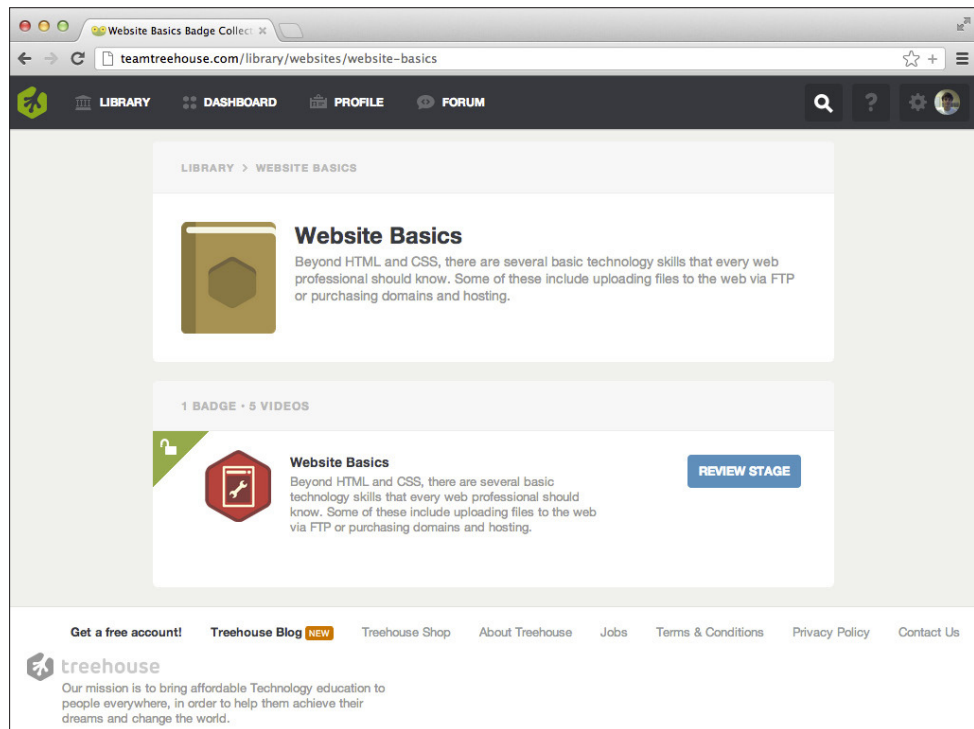 Website Basics Badge Collect
teamtreehouse.com/library/websites/website-basics
LIBRARY DASHBOARD PROFILE FORUM ?
LIBRARY > WEBSITE BASICS
Website Basics
Beyond HTML and CSS, there are several basic technology skills that every web
professional should know. Some of these include uploading files to the web via FTP
or purchasing domains and hosting.
1 BADGE • 5 VIDEOS
Website Basics
Beyond HTML and CSS, there are several basic
technology skills that every web professional should
know. Some of these include uploading files to the web
via FTP or purchasing domains and hosting.
REVIEW STAGE
Get a free account! Treehouse Blog NEW Treehouse Shop About Treehouse Jobs Terms & Conditions Privacy Policy Contact Us
treehouse
Our mission is to bring affordable Technology education to
people everywhere, in order to help them achieve their
dreams and change the world.